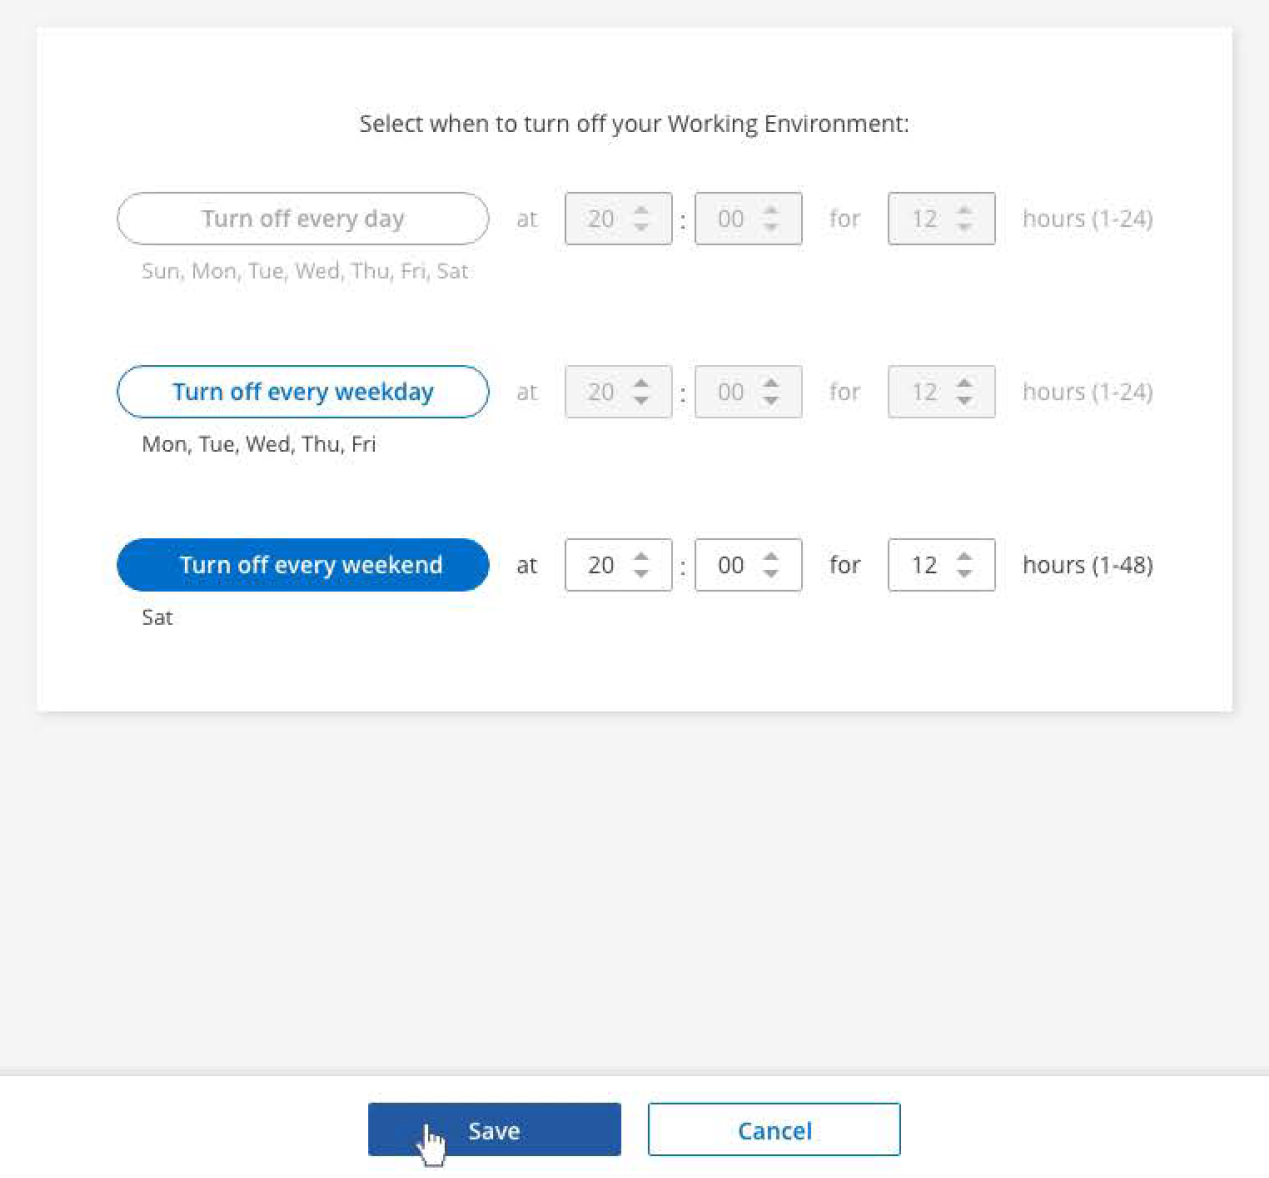 Select when to turn off your Working Environment:
Turn off every day at 20 : 00 for 12 hours (1-24)
Sun, Mon, Tue, Wed, Thu, Fri, Sat
Turn off every weekday at 20 : 00 for 12 hours (1-24)
Mon, Tue, Wed, Thu, Fri
Turn off every weekend at 20 : 00 for 12 hours (1-48)
Sat
Save Cancel